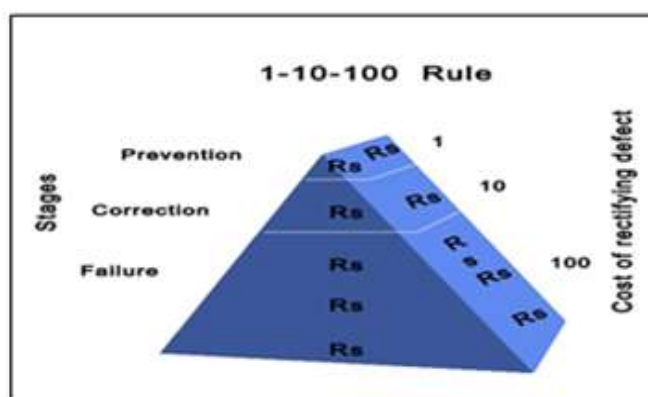 1-10-100 Rule
Stages
Prevention
Rs
Rs
1
Correction
Rs
Rs
10
Failure
Rs
Rs
Rs
R
s
Rs
Rs
100
Cost of rectifying defect